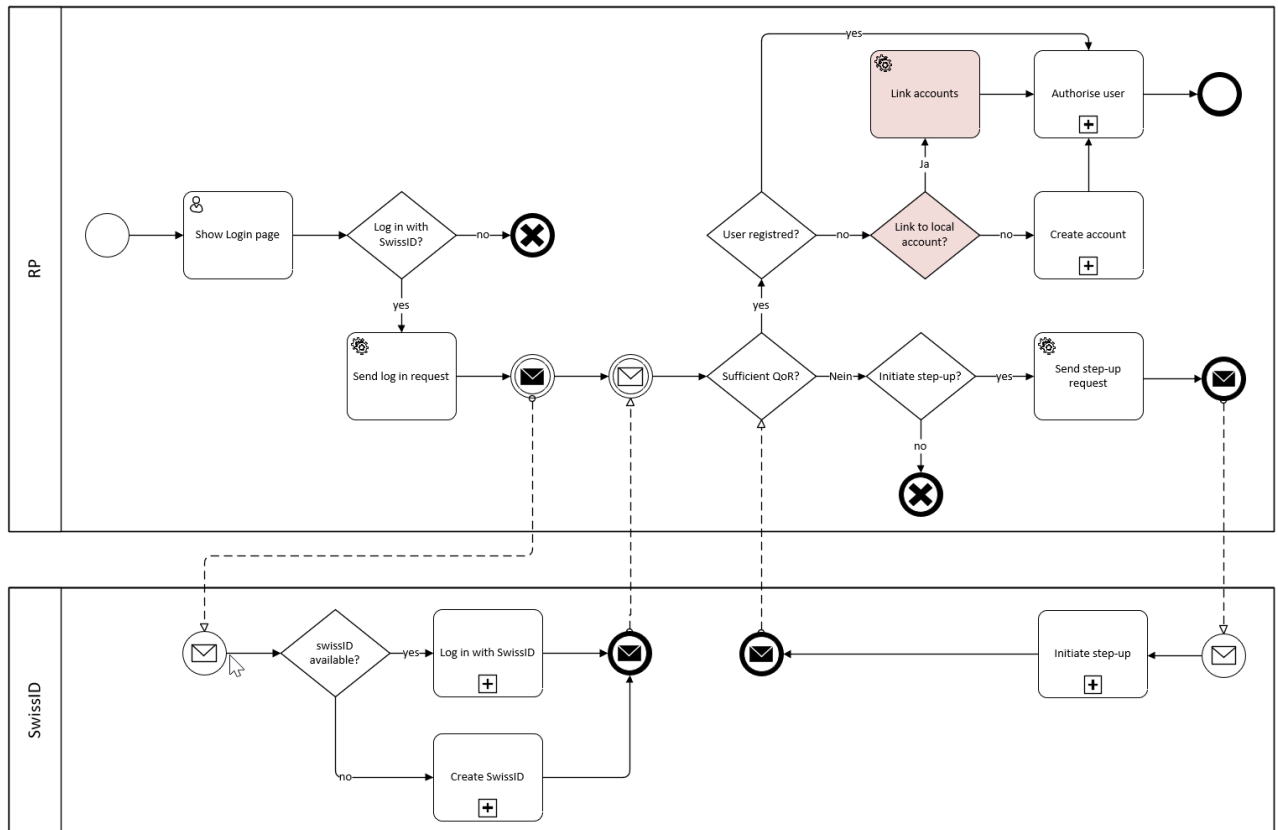 RP
yes
Link accounts
Authorise user
Ja
Show Login page
Log in with
SwissID?
no
User registred?
no
Link to local
account?
no
Create account
yes
yes
Send log in request
Sufficient QoR?
Nein
Initiate step-up?
yes
Send step-up
request
no
SwissID
swissID
available?
yes
Log in with SwissID
Initiate step-up
no
Create SwissID